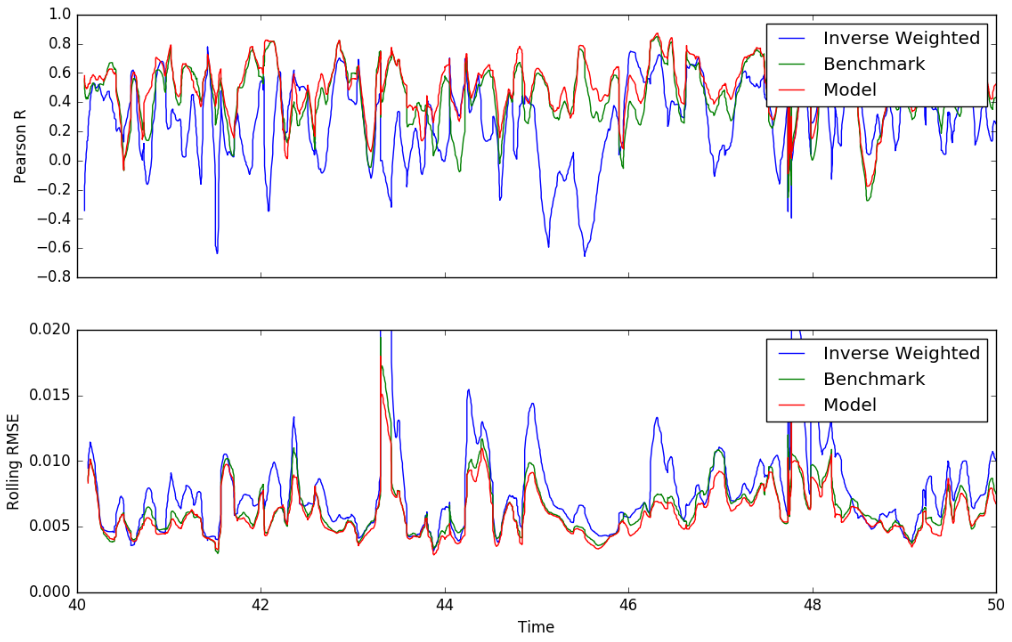 1.0
0.8
0.6
0.4
0.2
0.0
−0.2
−0.4
−0.6
−0.8
Pearson R
Inverse Weighted
Benchmark
Model
0.020
0.015
0.010
0.005
0.000
Rolling RMSE
Inverse Weighted
Benchmark
Model
40 42 44 46 48 50
Time